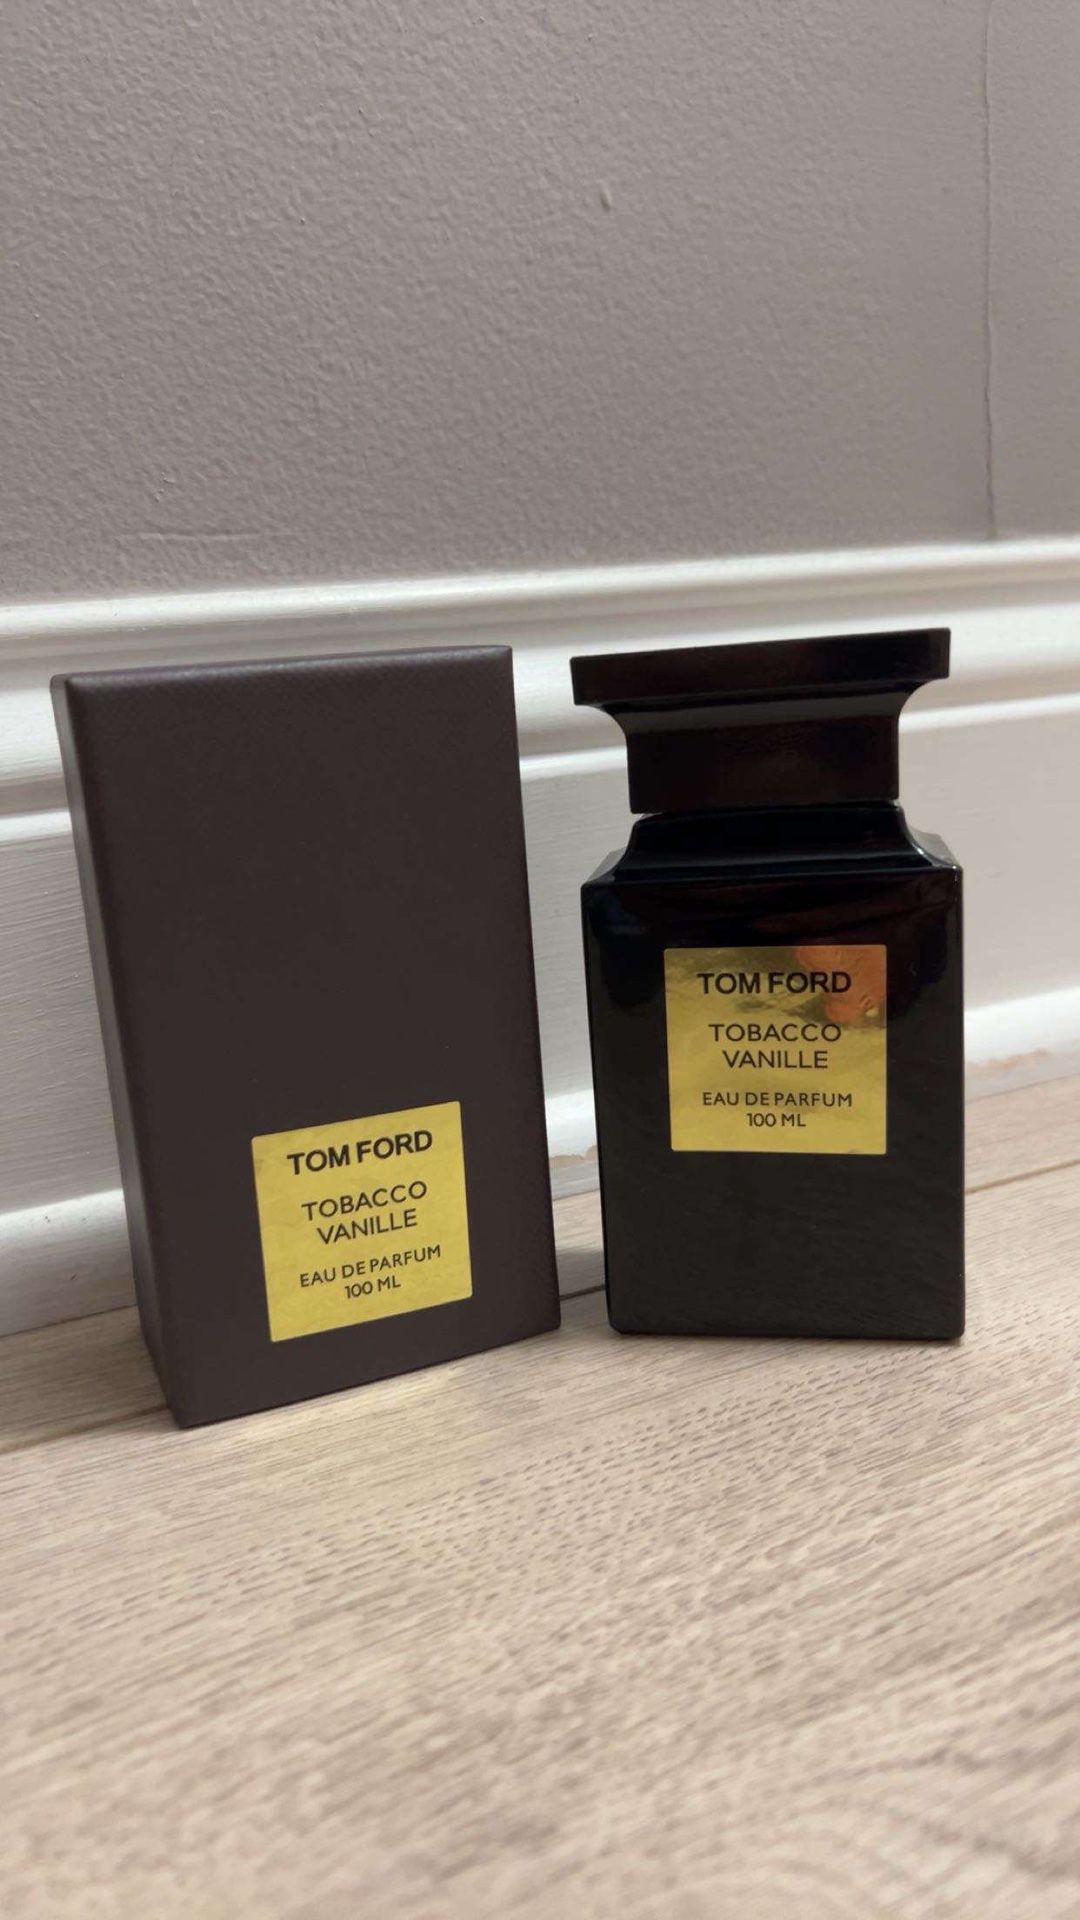 TOM FORD
TOBACCO
VANILLE
EAU DE PARFUM
100 ML
TOM FORD
TOBACCO
VANILLE
EAU DE PARFUM
100 ML